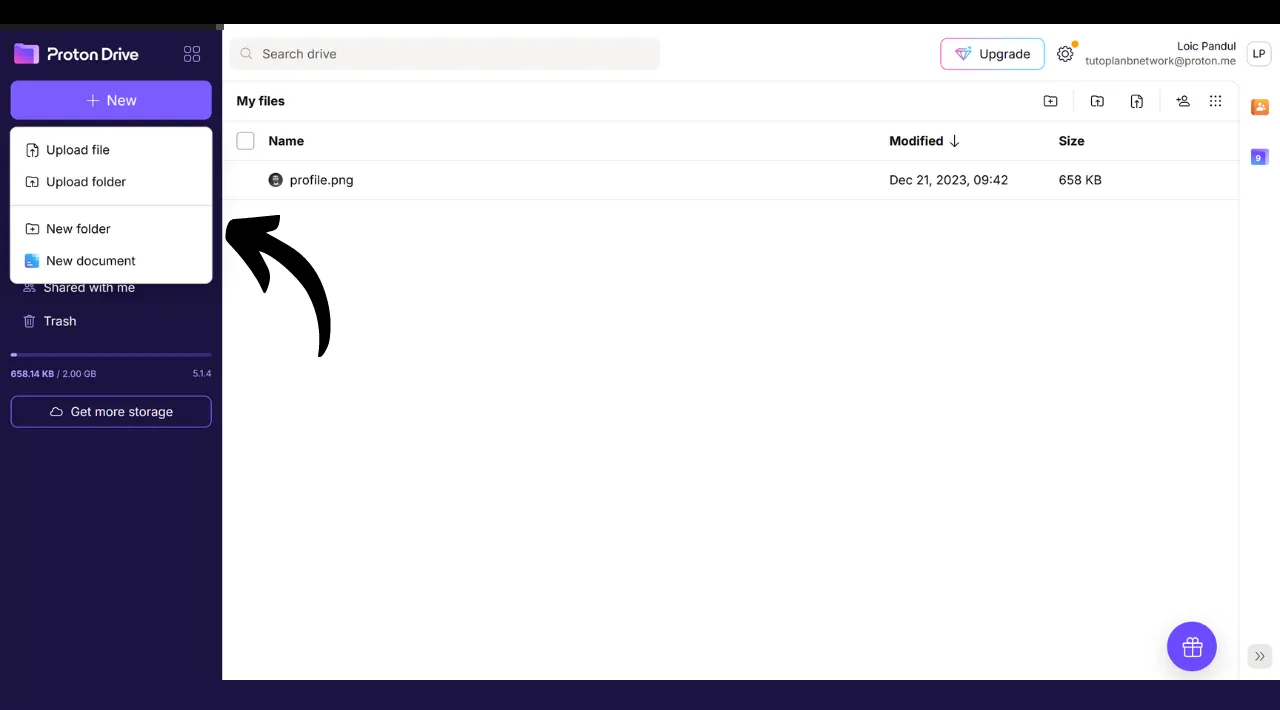 Proton Drive
New
Upload file
Upload folder
New folder
New document
Shared with me
Trash
658.14 KB / 2.00 GB 5.1.4
Get more storage
Search drive
Upgrade
Loic Pandul
tutoplanbnetwork@proton.me
LP
My files
Name Modified Size
profile.png Dec 21, 2023, 09:42 658 KB
9